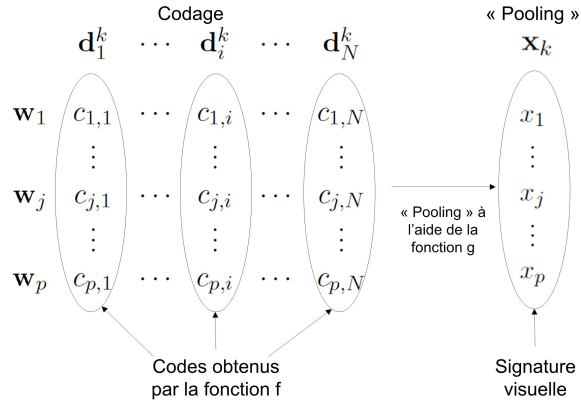 Codage « Pooling »
d_1^k ⋯ d_i^k ⋯ d_N^k x_k
w_1 c_{1,1} ⋯ c_{1,i} ⋯ c_{1,N} x_1
⋮ ⋮ ⋮ ⋮
w_j c_{j,1} ⋯ c_{j,i} ⋯ c_{j,N} x_j
« Pooling » à
l'aide de la
fonction g
⋮ ⋮ ⋮ ⋮
w_p c_{p,1} ⋯ c_{p,i} ⋯ c_{p,N} x_p
Codes obtenus
par la fonction f
Signature
visuelle